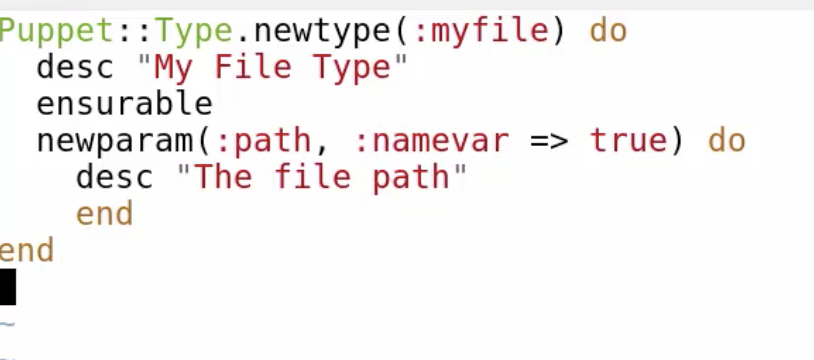 Puppet::Type.newtype(:myfile) do
  desc "My File Type"
  ensurable
  newparam(:path, :namevar => true) do
    desc "The file path"
    end
end
~
~